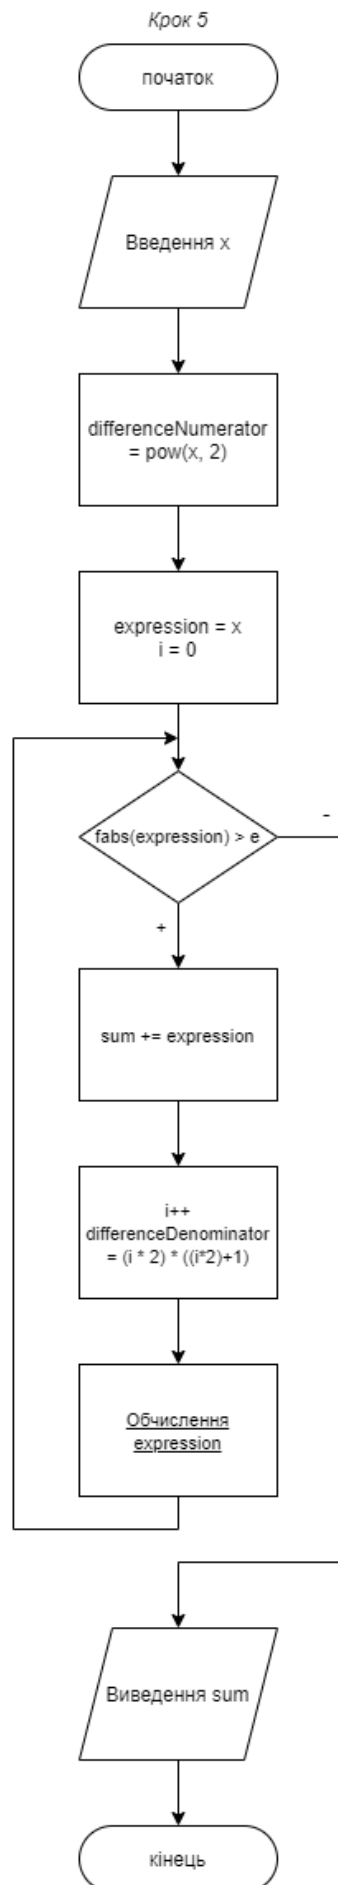 Крок 5
початок
Введення x
differenceNumerator
= pow(x, 2)
expression = x
i = 0
fabs(expression) > e
-
+
sum += expression
i++
differenceDenominator
= (i * 2) * ((i*2)+1)
Обчислення
expression
Виведення sum
кінець